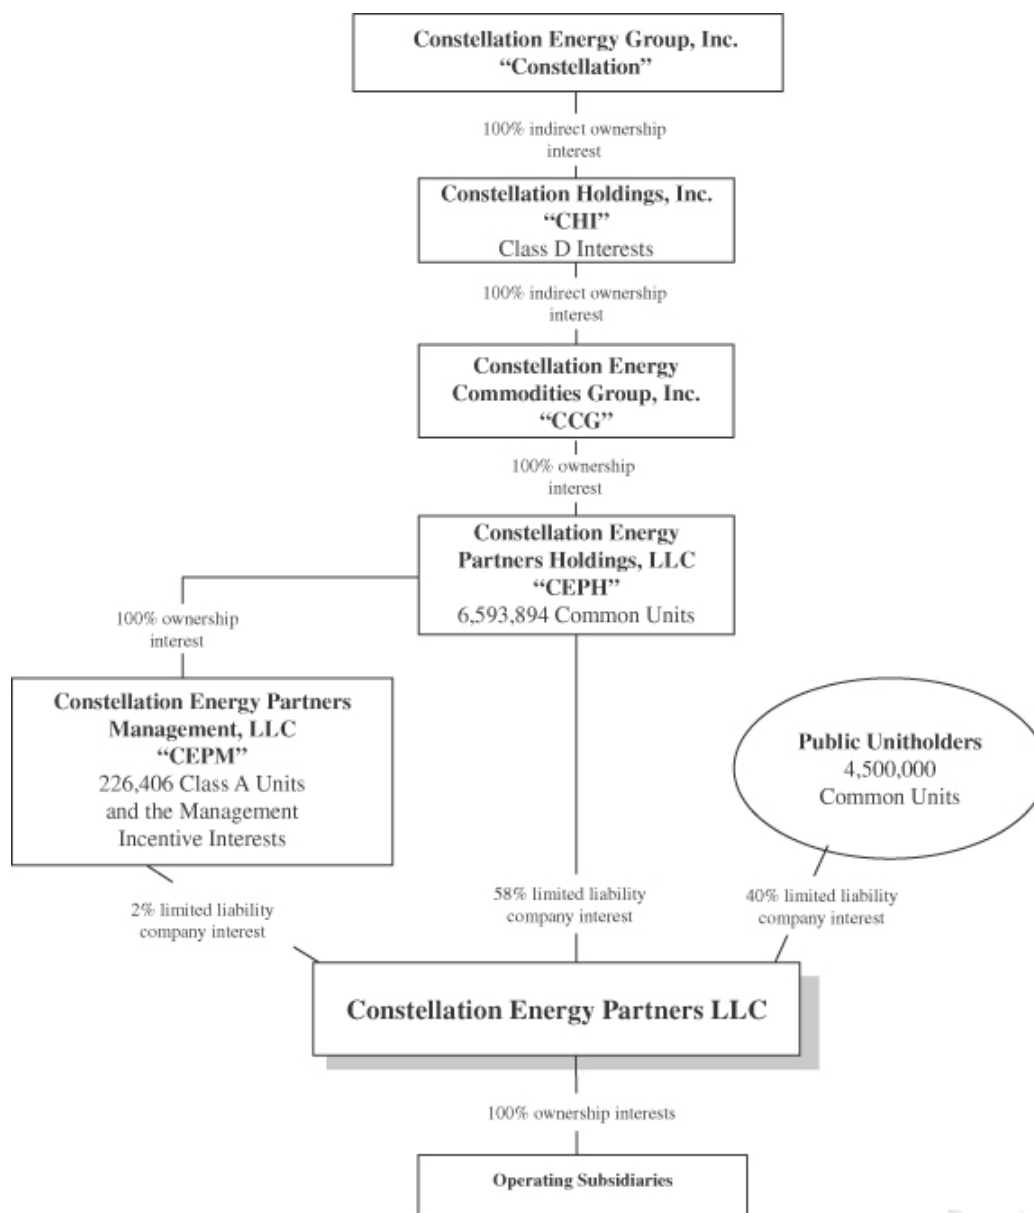 Constellation Energy Group, Inc.
“Constellation”
100% indirect ownership
interest
Constellation Holdings, Inc.
“CHI”
Class D Interests
100% indirect ownership
interest
Constellation Energy
Commodities Group, Inc.
“CCG”
100% ownership
interest
Constellation Energy
Partners Holdings, LLC
“CEPH”
6,593,894 Common Units
100% ownership
interest
Constellation Energy Partners
Management, LLC
“CEPM”
226,406 Class A Units
and the Management
Incentive Interests
Public Unitholders
4,500,000
Common Units
2% limited liability
company interest
58% limited liability
company interest
40% limited liability
company interest
Constellation Energy Partners LLC
100% ownership interests
Operating Subsidiaries